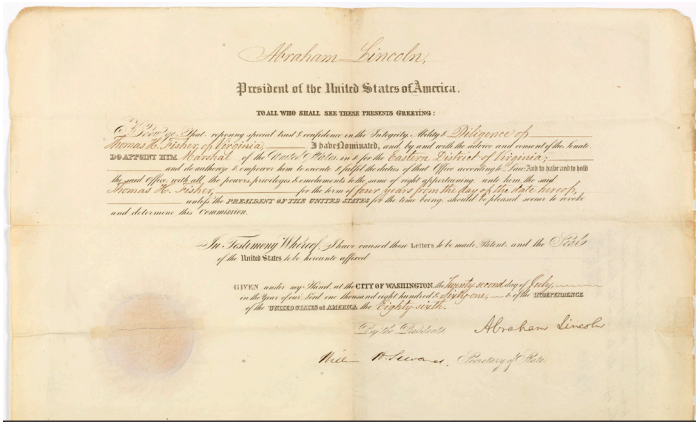 Abraham Lincoln,
President of the United States of America.
TO ALL WHO SHALL SEE THESE PRESENTS GREETING:
Know ye, That reposing special trust & confidence in the Integrity Ability & Diligence of
Thomas H. Fisher of Virginia, I have Nominated, and, by and with the advice and consent of the Senate
DO APPOINT HIM Marshal of the United States in & for the Eastern District of Virginia;
and do authorize & empower him to execute & fulfil the duties of that Office according to Law: And to have and to hold
the said Office with all the powers, privileges & emoluments to the same of right appertaining unto him the said
Thomas H. Fisher, for the term of four years from the day of the date hereof,
unless the PRESIDENT OF THE UNITED STATES for the time being should be pleased sooner to revoke
and determine this Commission.
In Testimony Whereof, I have caused these Letters to be made Patent, and the Seal
of the United States to be hereunto affixed
GIVEN under my Hand at the CITY OF WASHINGTON, the Twenty second day of July,
in the Year of our Lord one thousand eight hundred & sixty one, & of the INDEPENDENCE
OF THE UNITED STATES OF AMERICA, the Eighty sixth.
By the President
Abraham Lincoln
William H. Seward, Secretary of State.